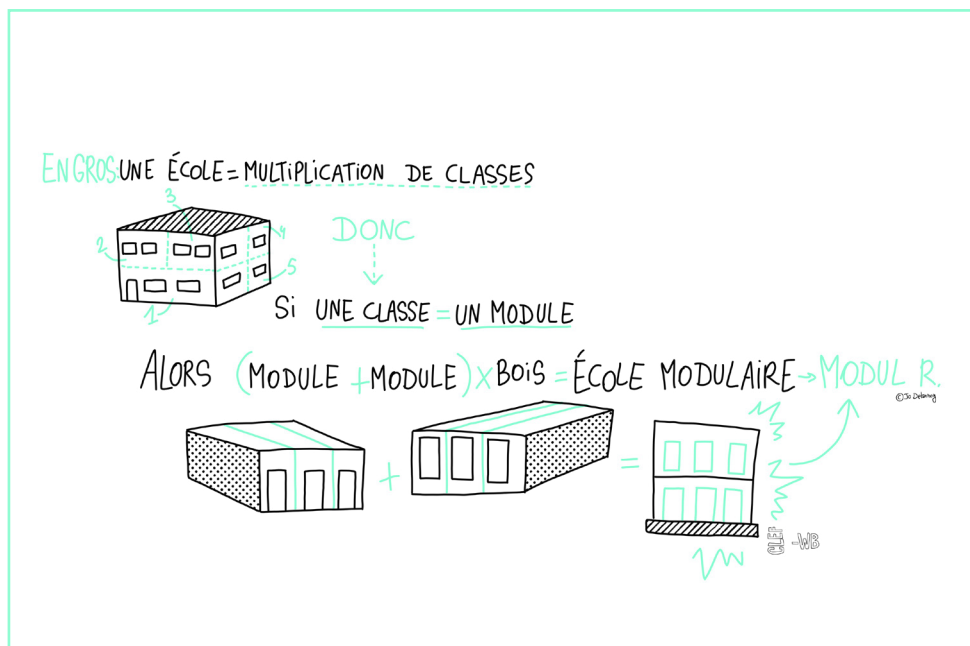 EN GROS: UNE ÉCOLE = MULTIPLICATION DE CLASSES
3
2
4
5
1
DONC
Si UNE CLASSE = UN MODULE
ALORS (MODULE + MODULE) X BOIS = ÉCOLE MODULAIRE → MODUL R.
©Jo Delannoy
+
=
CLEF -WB